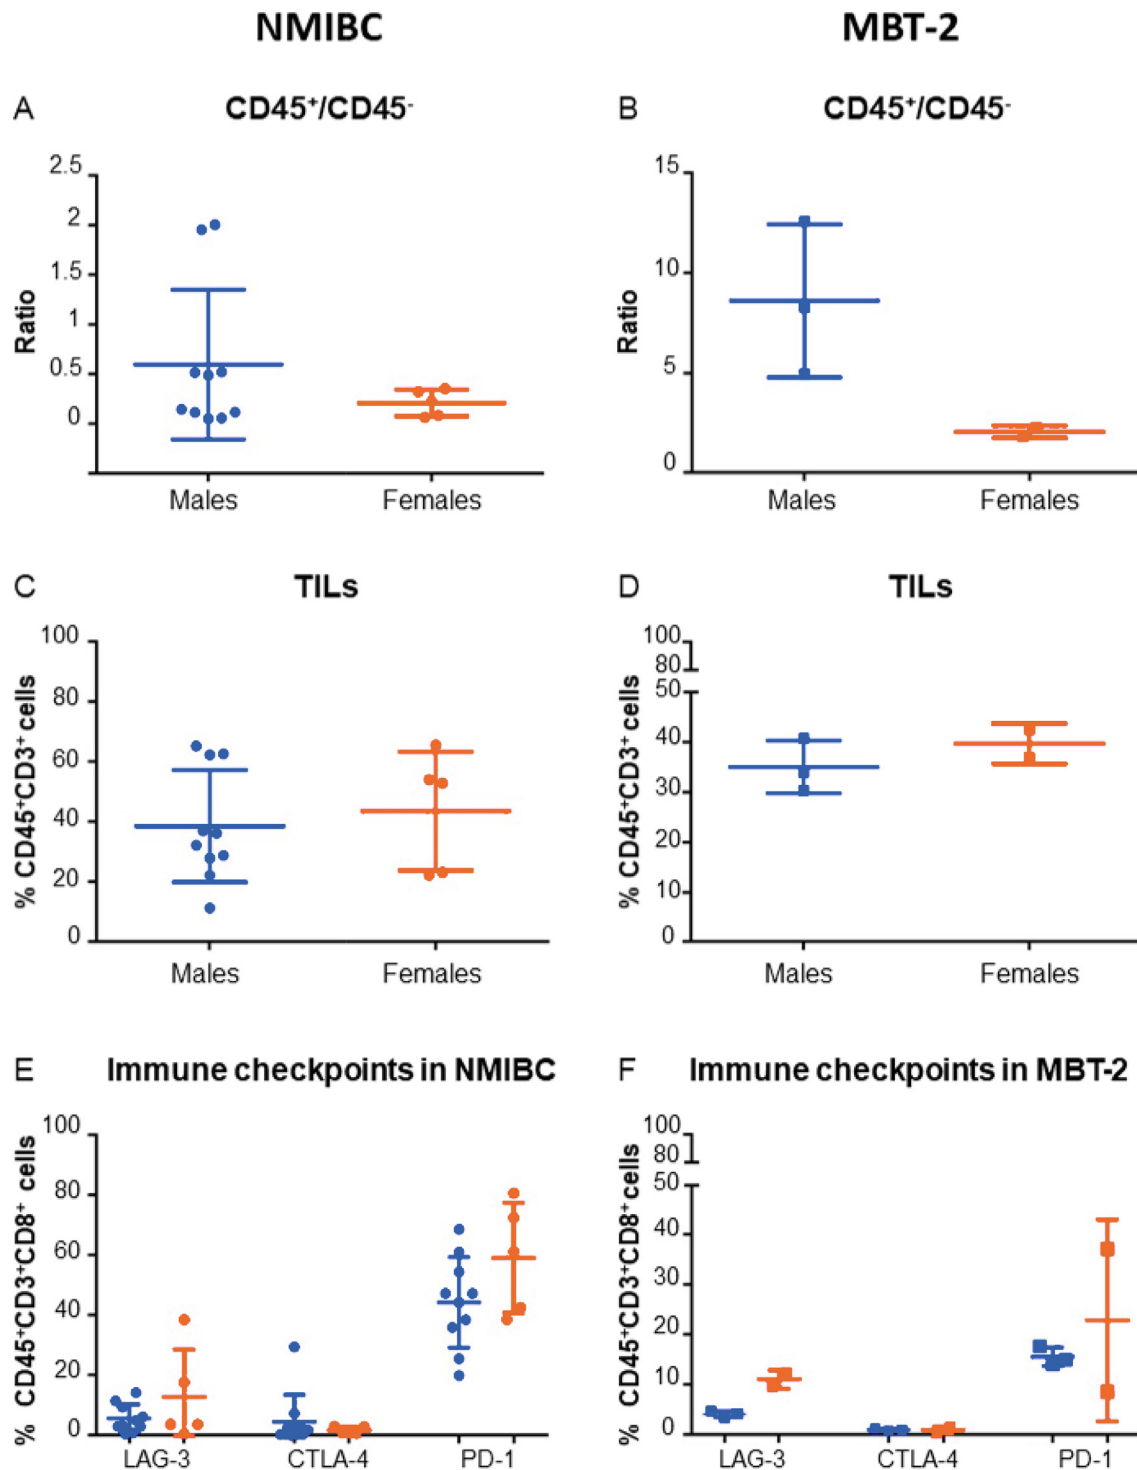 NMIBC
MBT-2
A
CD45⁺/CD45⁻
Ratio
2.5
2
1.5
1
0.5
0
Males
Females
B
CD45⁺/CD45⁻
Ratio
15
10
5
0
Males
Females
C
TILs
% CD45⁺CD3⁺ cells
100
80
60
40
20
0
Males
Females
D
TILs
% CD45⁺CD3⁺ cells
100
80
50
40
30
20
10
0
Males
Females
E
Immune checkpoints in NMIBC
% CD45⁺CD3⁺CD8⁺ cells
100
80
60
40
20
0
LAG-3
CTLA-4
PD-1
F
Immune checkpoints in MBT-2
% CD45⁺CD3⁺CD8⁺ cells
100
80
50
40
30
20
10
0
LAG-3
CTLA-4
PD-1